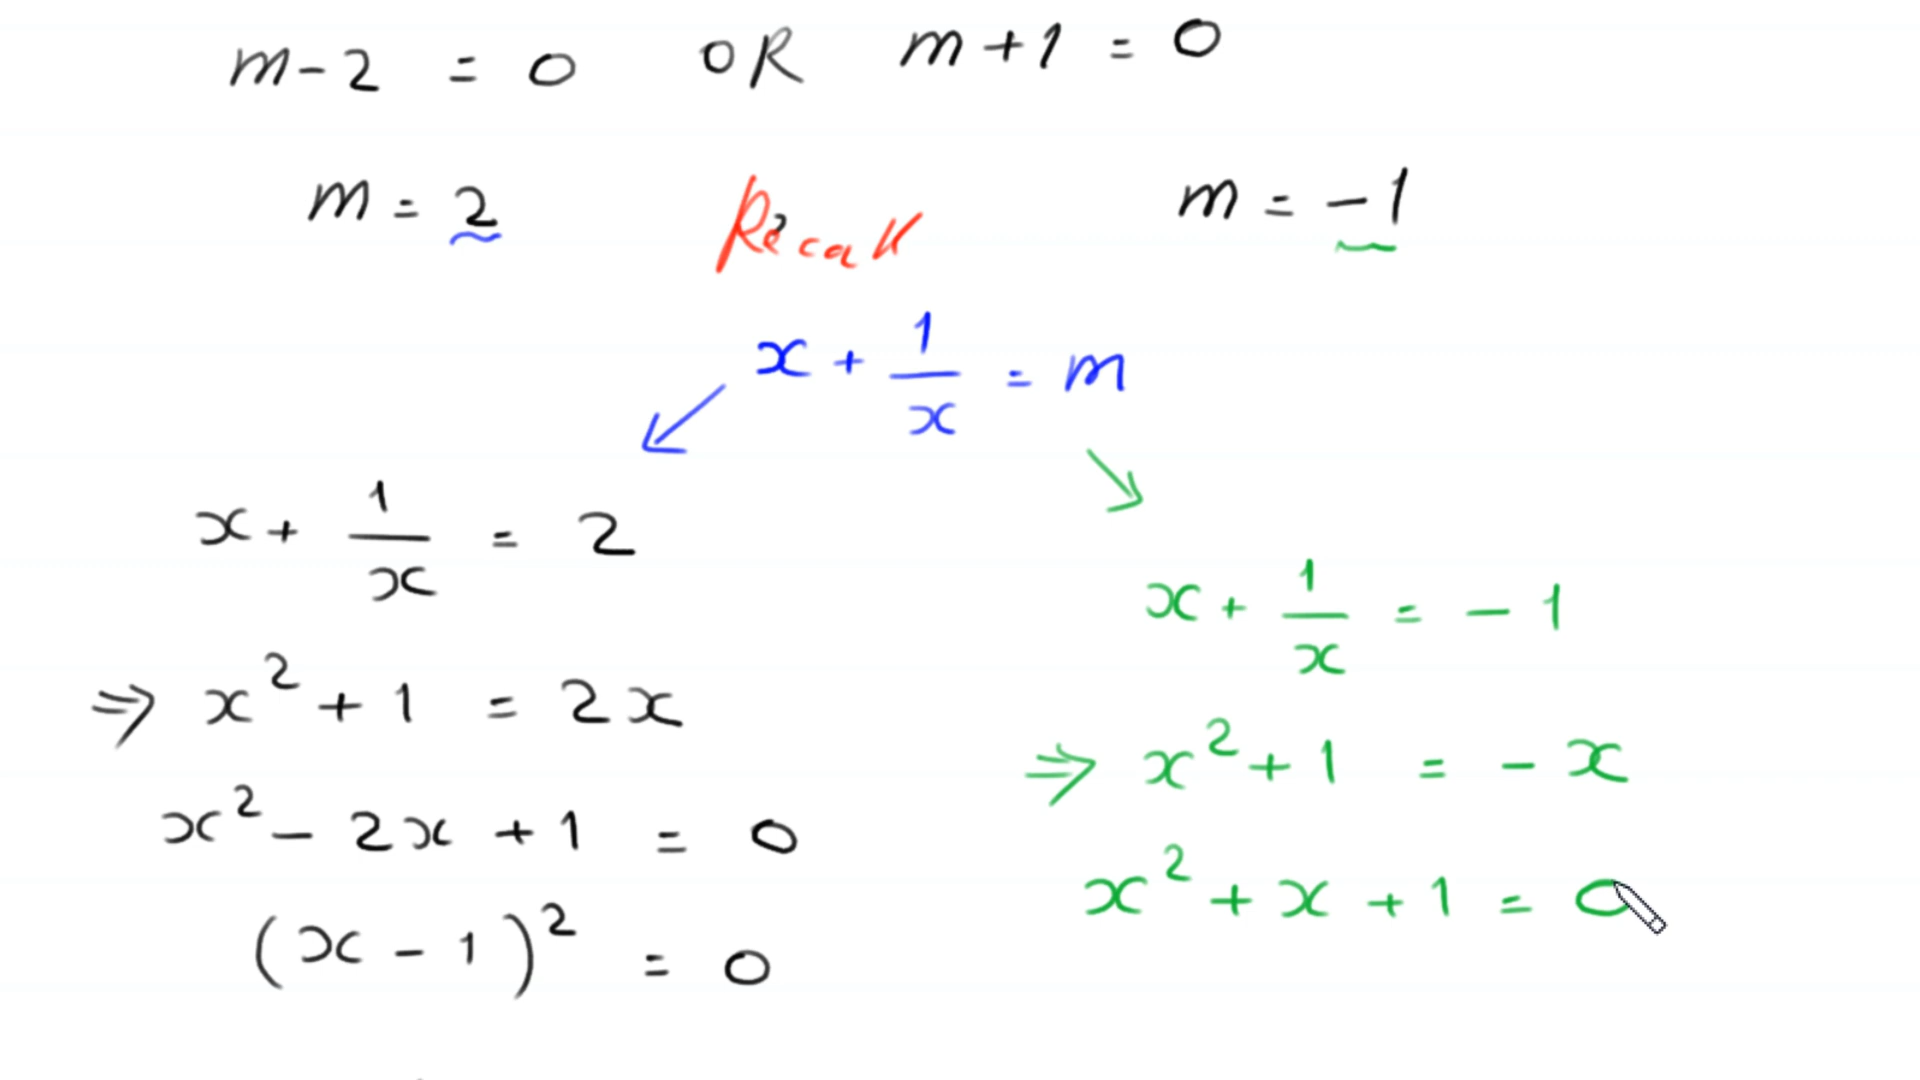 m - 2 = 0 OR m + 1 = 0
m = 2 Recall m = -1
x + 1/x = m
x + 1/x = 2
x + 1/x = -1
⇒ x² + 1 = 2x
⇒ x² + 1 = -x
x² - 2x + 1 = 0
x² + x + 1 = 0
(x - 1)² = 0